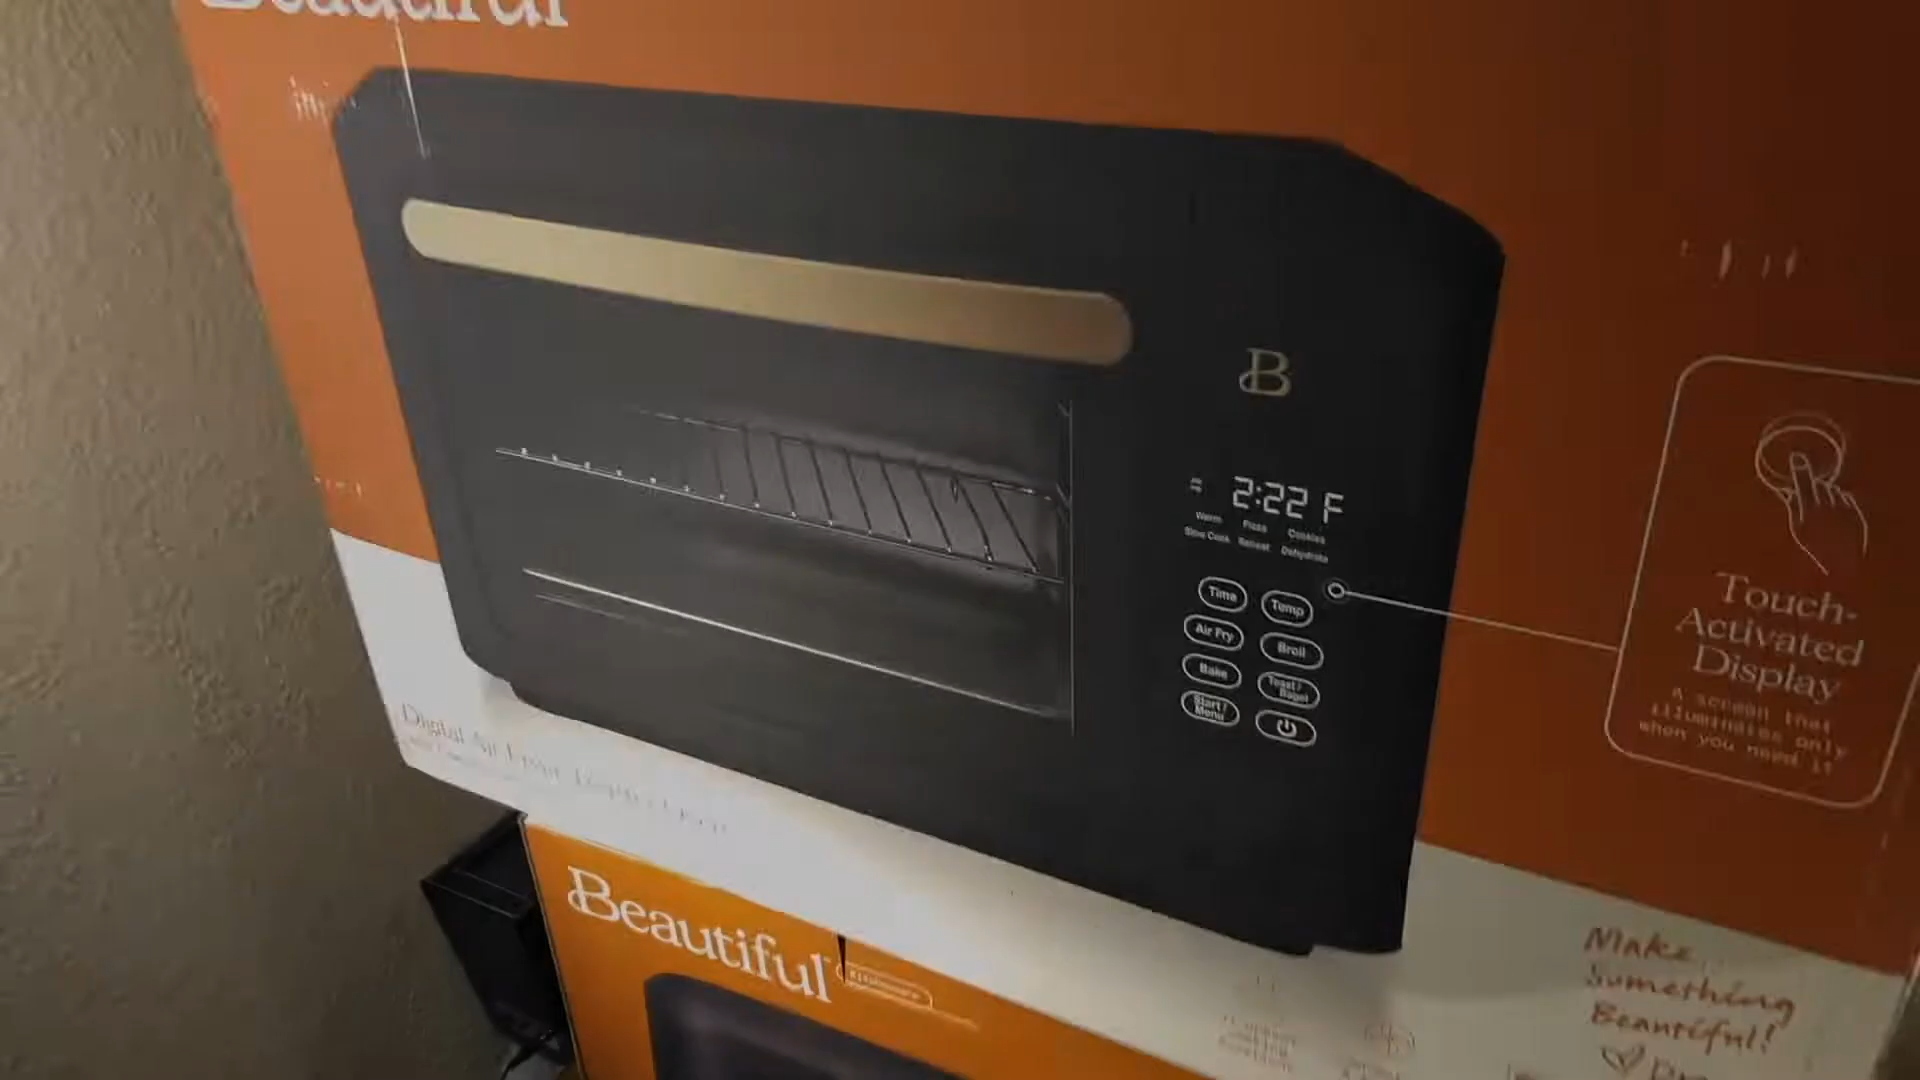 Beautiful
B
2:22 F
Warm Pizza Cookies
Slow Cook Reheat Dehydrate
Time Temp
Air Fry Broil
Bake Toast / Bagel
Start / Menu
Touch-
Activated
Display
A screen that
illuminates only
when you need it
Digital Air Fryer Toaster Oven
Beautiful
Kitchenware
Make
Something
Beautiful!